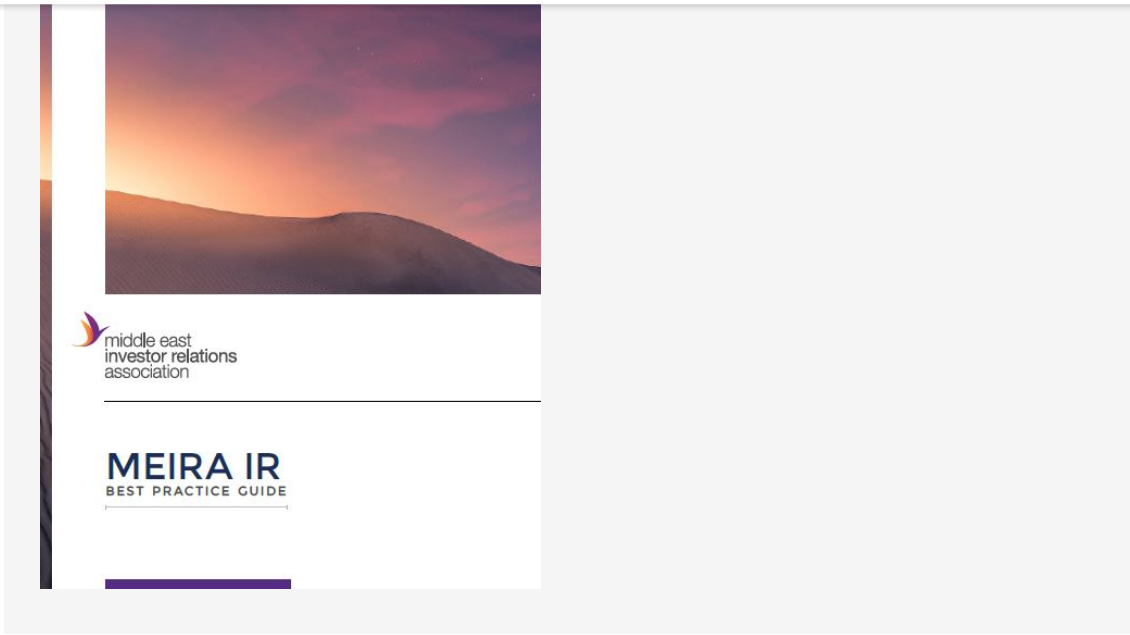 middle east
investor relations
association
MEIRA IR
BEST PRACTICE GUIDE